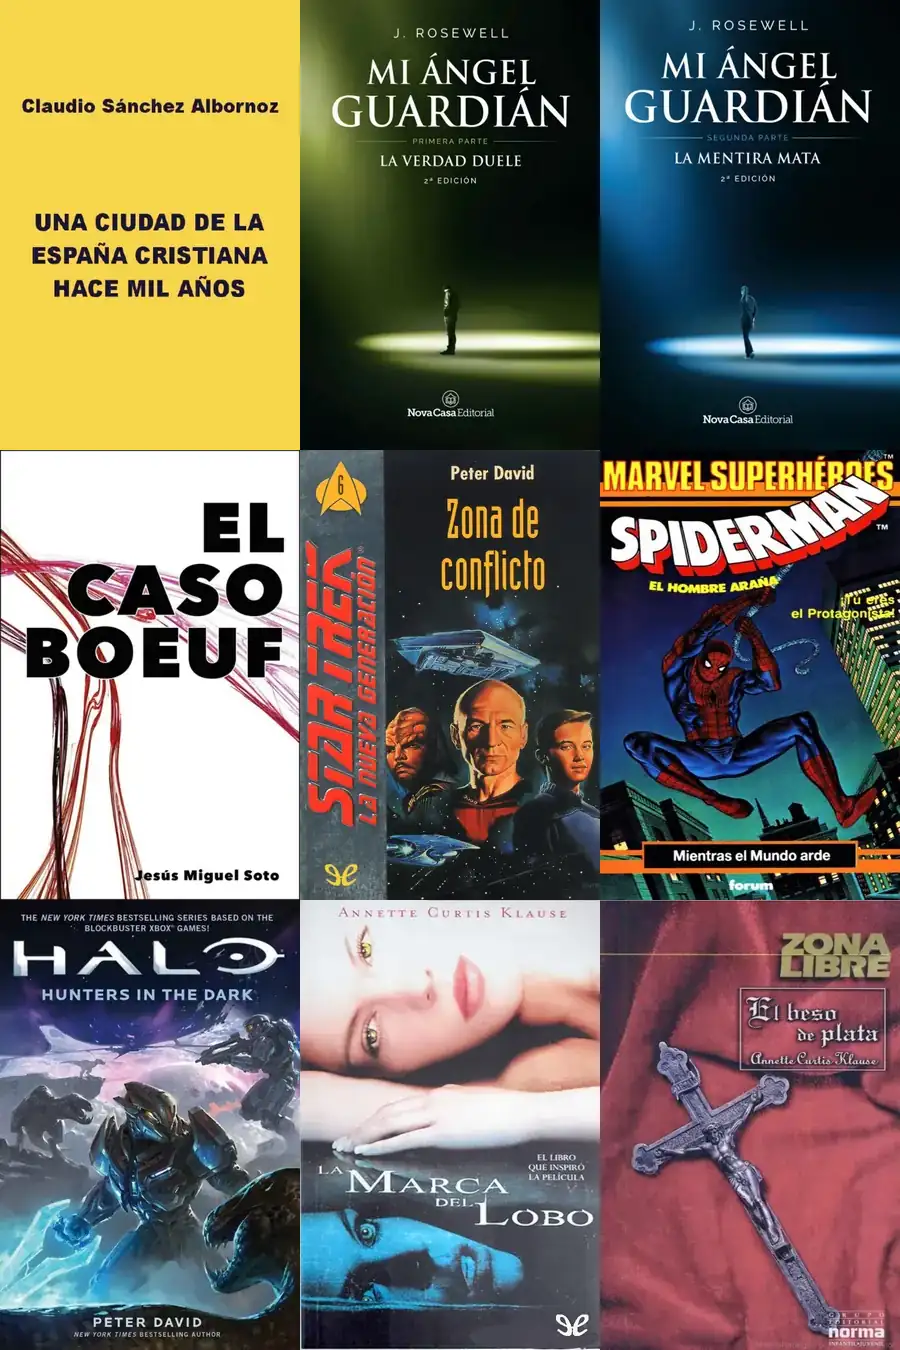 Claudio Sánchez Albornoz
UNA CIUDAD DE LA
ESPAÑA CRISTIANA
HACE MIL AÑOS
J. ROSEWELL
MI ÁNGEL
GUARDIÁN
PRIMERA PARTE
LA VERDAD DUELE
2ª EDICIÓN
Nova Casa Editorial
J. ROSEWELL
MI ÁNGEL
GUARDIÁN
SEGUNDA PARTE
LA MENTIRA MATA
2ª EDICIÓN
Nova Casa Editorial
EL
CASO
BOEUF
Jesús Miguel Soto
6
STAR TREK®
LA NUEVA GENERACIÓN
Peter David
Zona de
conflicto
MARVEL SUPERHÉROES™
SPIDERMAN™
EL HOMBRE ARAÑA
¡Tu eres
el Protagonista!
Mientras el Mundo arde
forum
THE NEW YORK TIMES BESTSELLING SERIES BASED ON THE
BLOCKBUSTER XBOX® GAMES!
HALO
HUNTERS IN THE DARK
PETER DAVID
NEW YORK TIMES BESTSELLING AUTHOR
ANNETTE CURTIS KLAUSE
EL LIBRO
QUE INSPIRÓ
LA PELÍCULA
LA
MARCA
DEL
LOBO
ZONA
LIBRE
El beso
de plata
Annette Curtis Klause
GRUPO
EDITORIAL
norma
INFANTIL-JUVENIL